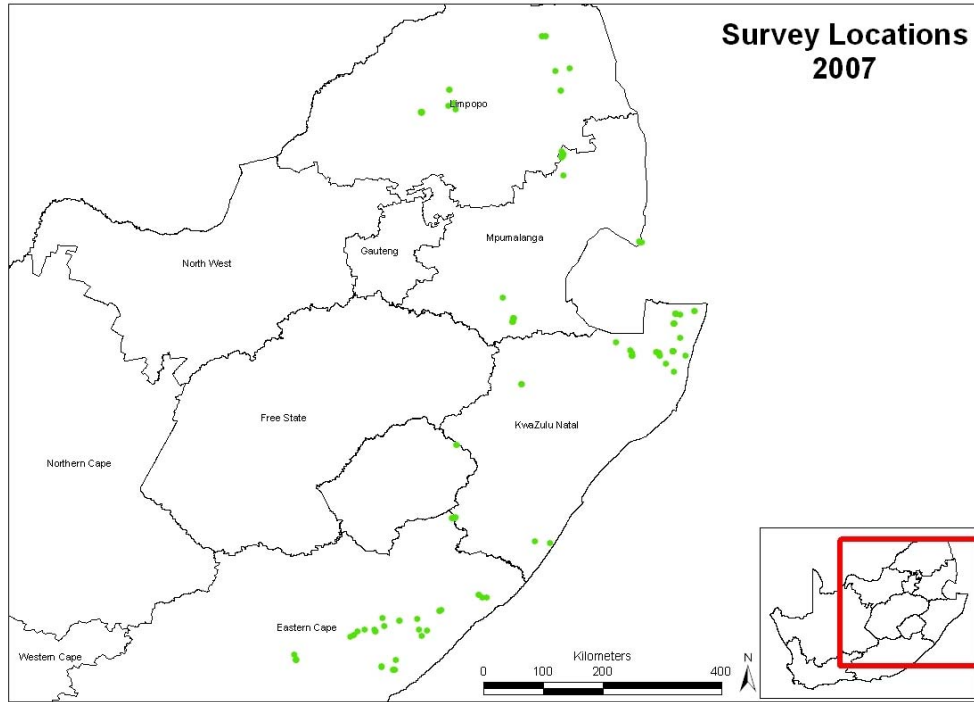 Survey Locations
2007
Limpopo
Mpumalanga
Gauteng
North West
Free State
KwaZulu Natal
Northern Cape
Eastern Cape
Western Cape
Kilometers
N
0 100 200 400